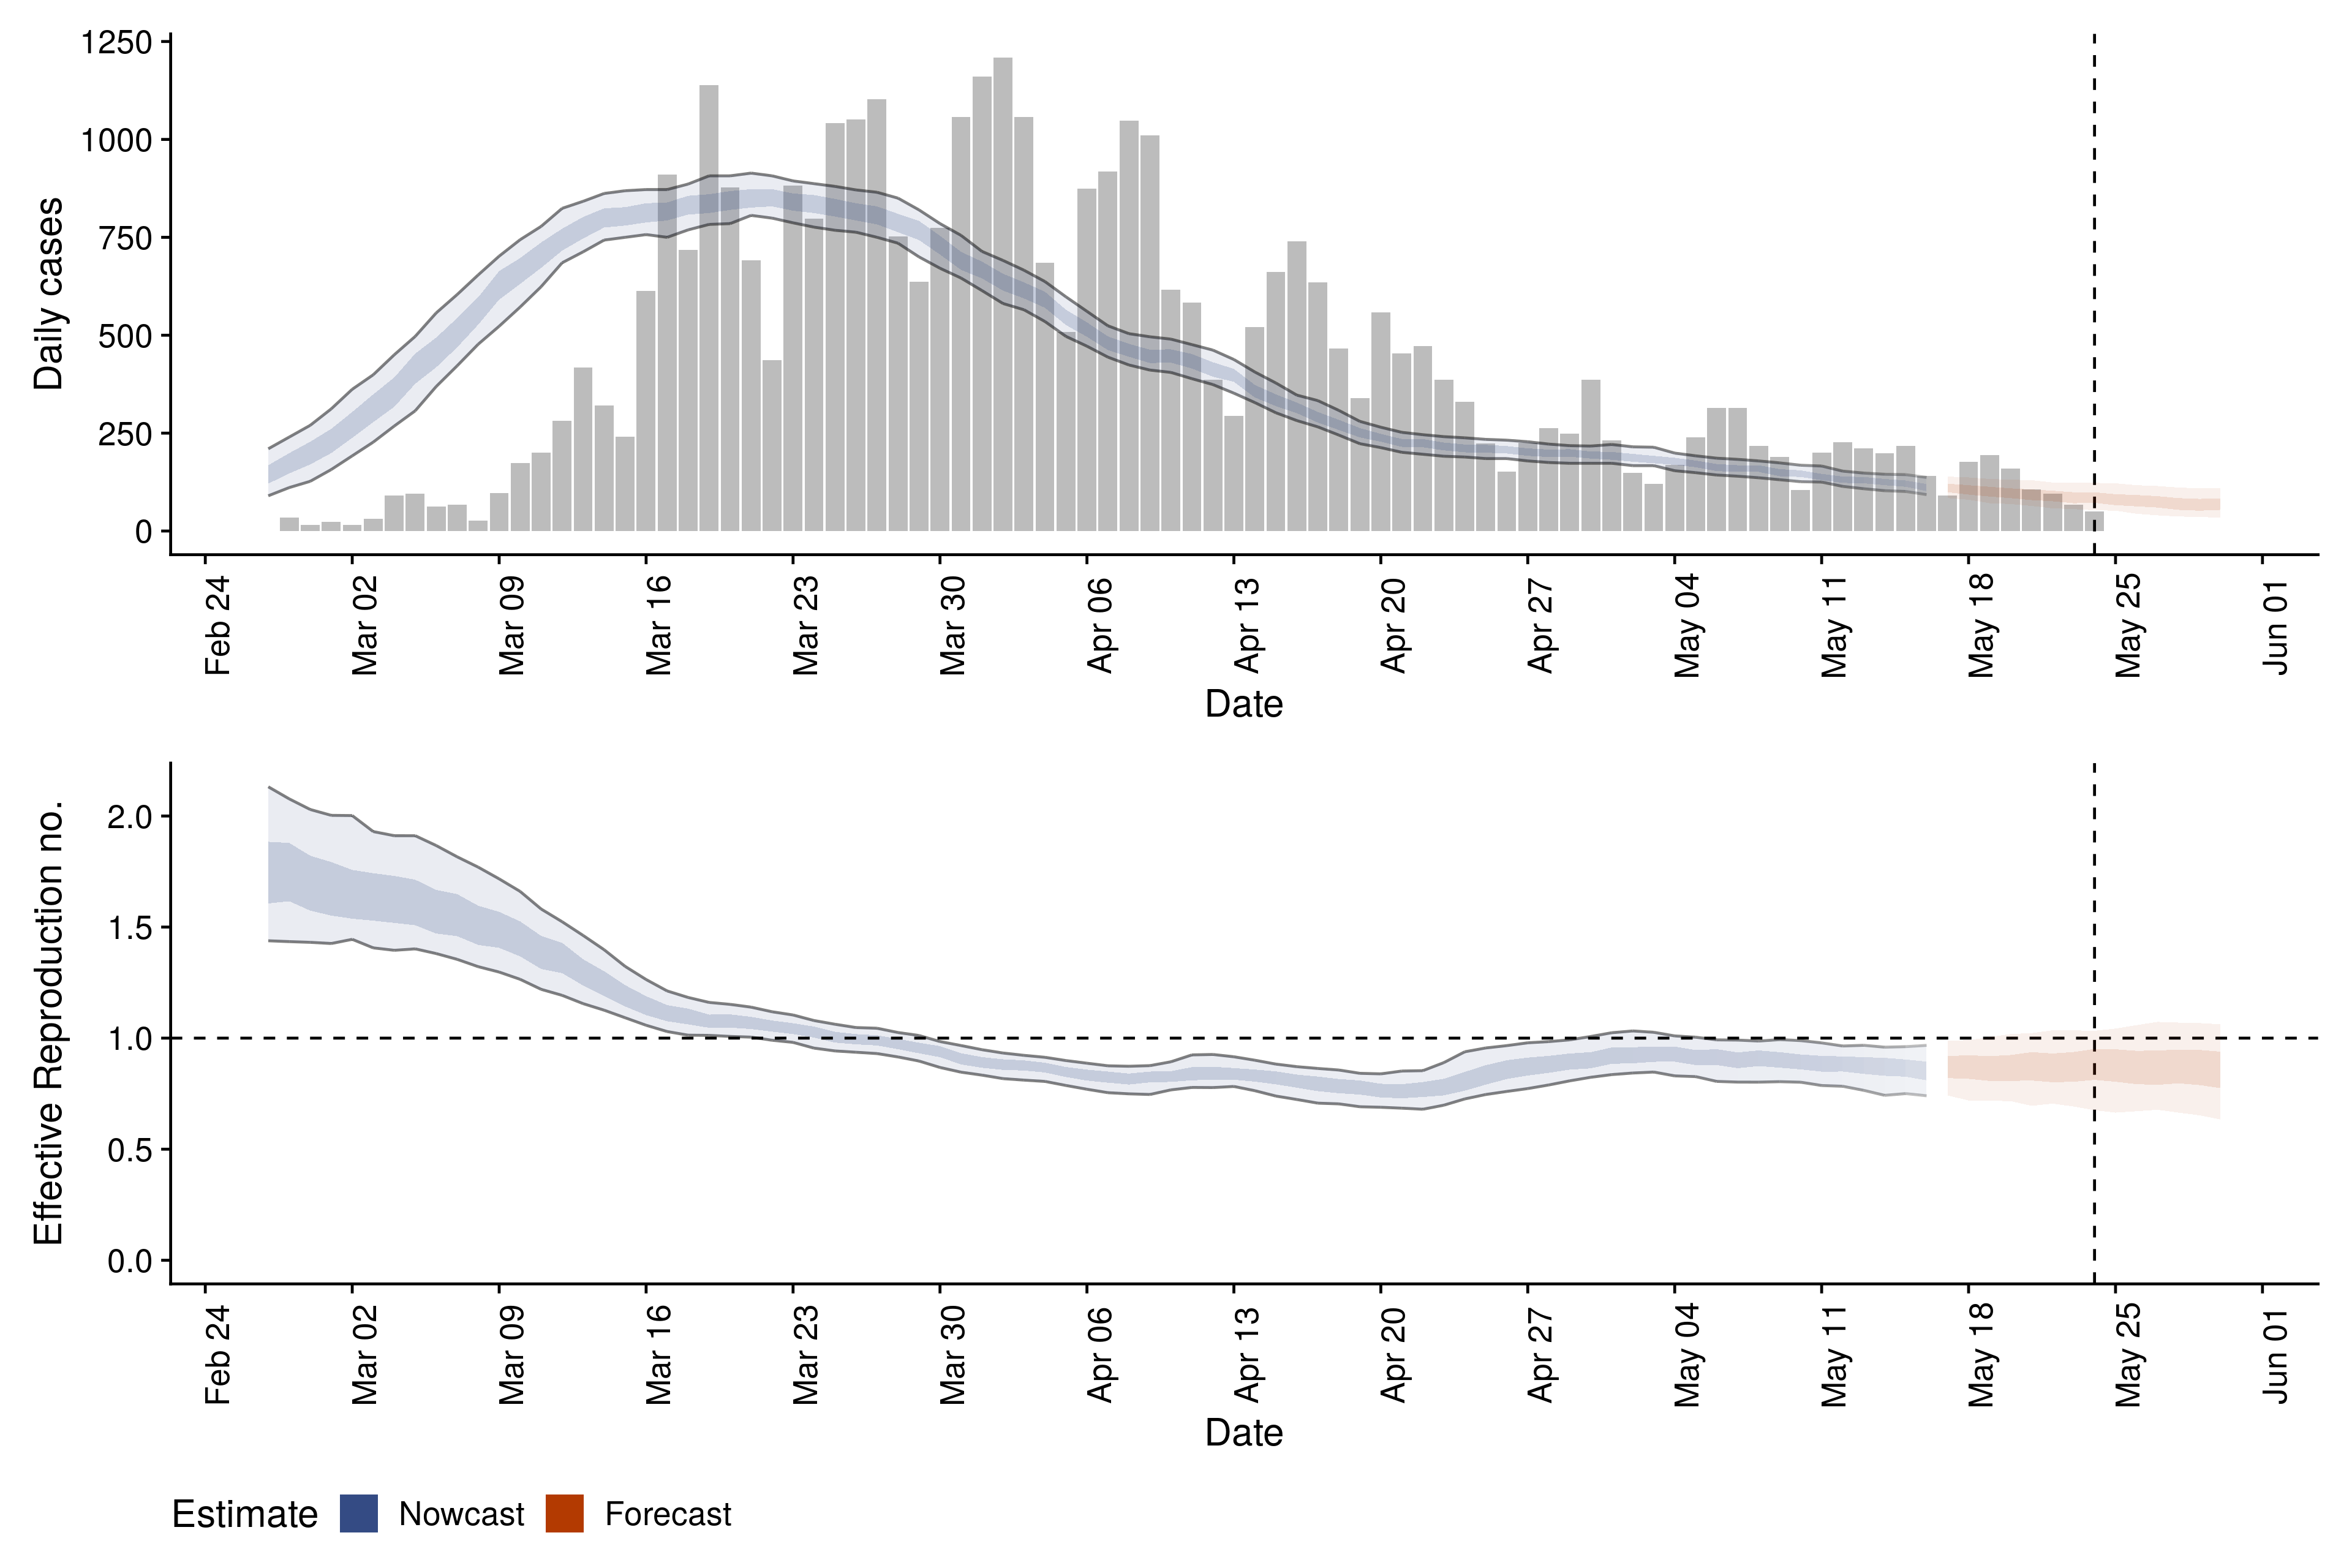 Daily cases
1250
1000
750
500
250
0
Feb 24
Mar 02
Mar 09
Mar 16
Mar 23
Mar 30
Apr 06
Apr 13
Apr 20
Apr 27
May 04
May 11
May 18
May 25
Jun 01
Date
Effective Reproduction no.
2.0
1.5
1.0
0.5
0.0
Feb 24
Mar 02
Mar 09
Mar 16
Mar 23
Mar 30
Apr 06
Apr 13
Apr 20
Apr 27
May 04
May 11
May 18
May 25
Jun 01
Date
Estimate Nowcast Forecast